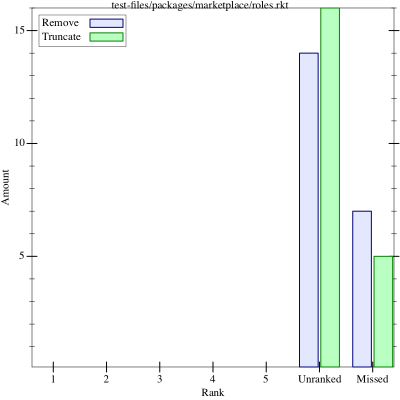 test-files/packages/marketplace/roles.rkt
Remove
Truncate
15
10
5
Amount
1 2 3 4 5 Unranked Missed
Rank